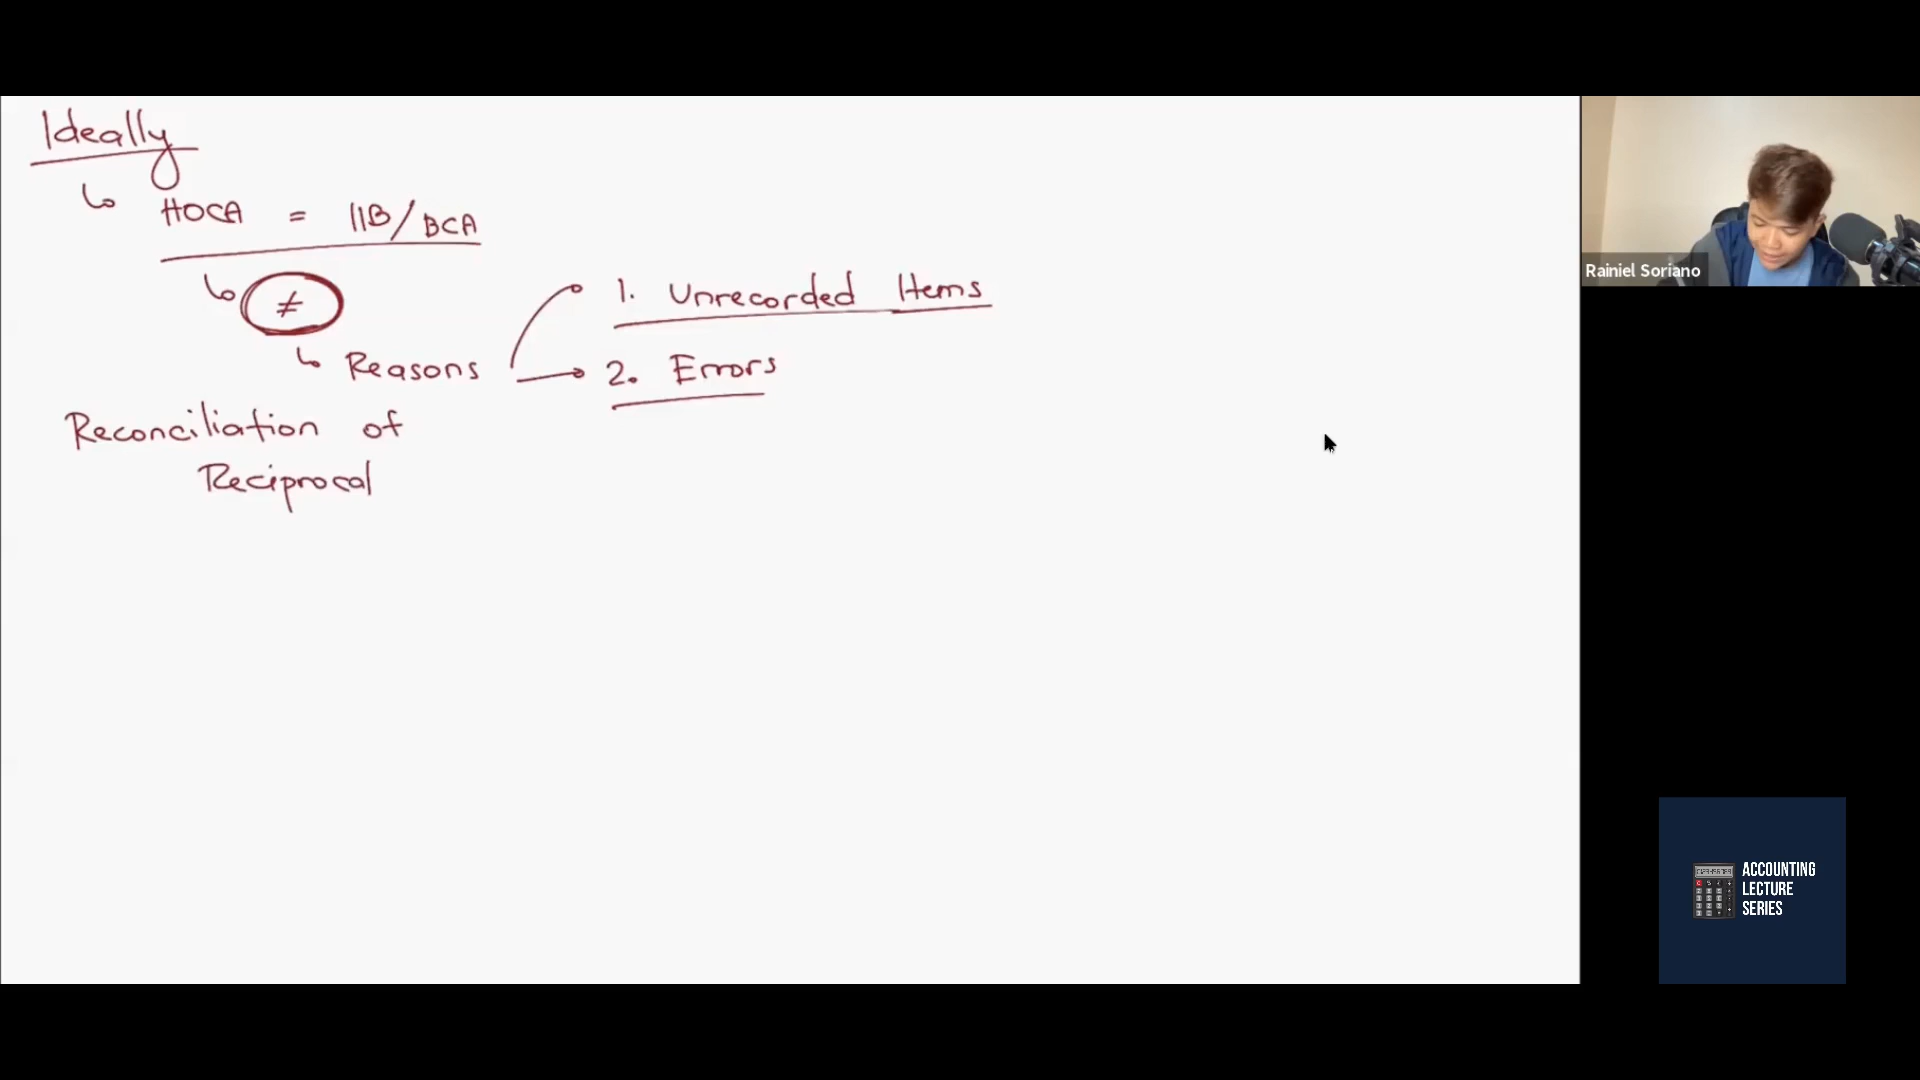 Ideally
↳ HOCA = IIB/BCA
↳ ≠
↳ Reasons
1. Unrecorded Items
2. Errors
Reconciliation of
Reciprocal
Rainiel Soriano
ACCOUNTING
LECTURE
SERIES